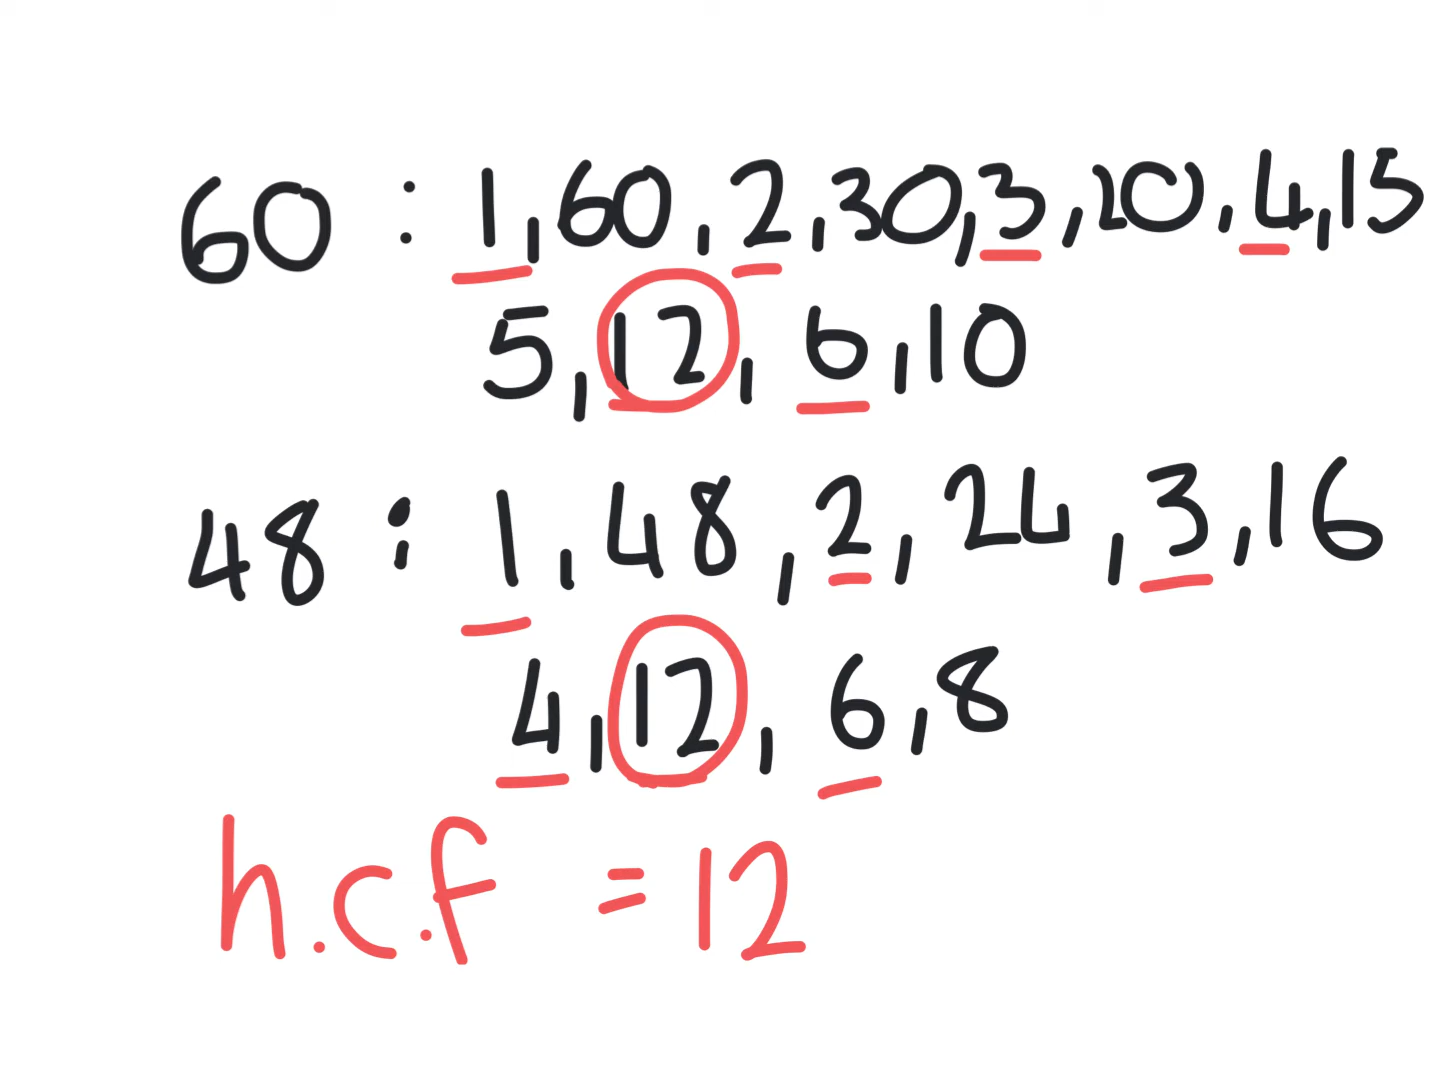 60 : 1,60,2,30,3,20,4,15
5,12,6,10
48 : 1,48,2,24,3,16
4,12,6,8
h.c.f = 12